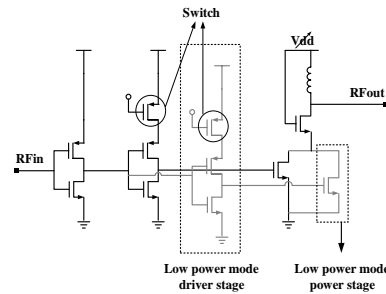 Switch
Vdd
RFout
RFin
Low power mode
driver stage
Low power mode
power stage